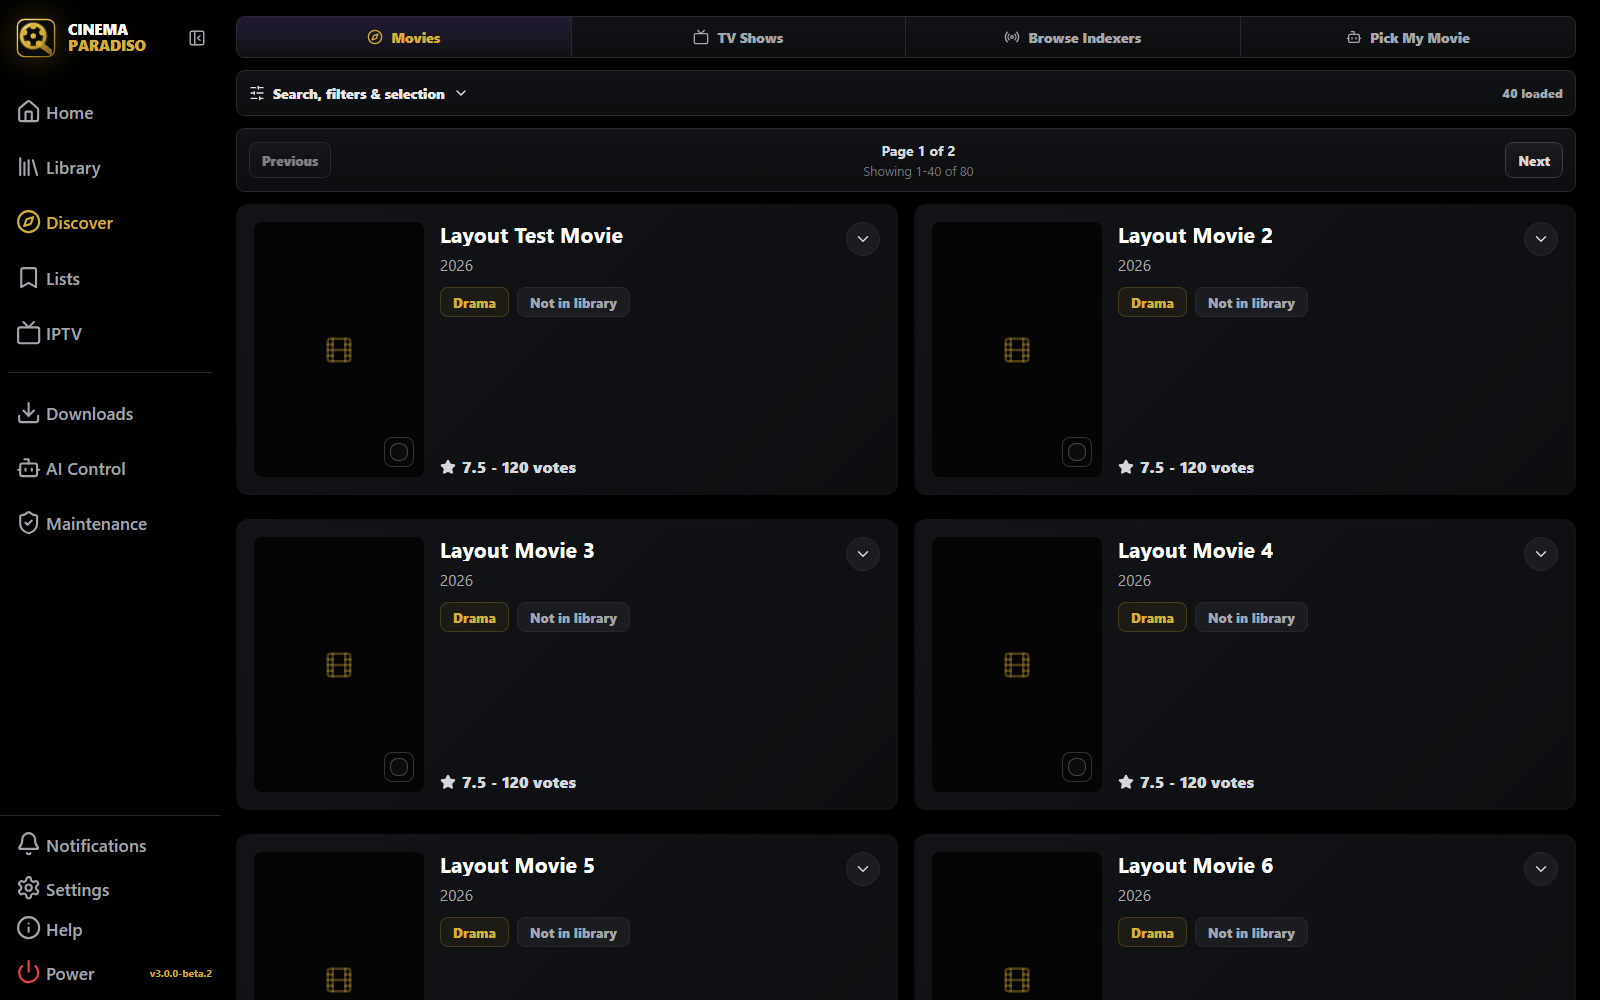 CINEMA
PARADISO
Home
Library
Discover
Lists
IPTV
Downloads
AI Control
Maintenance
Notifications
Settings
Help
Power
v3.0.0-beta.2
Movies
TV Shows
Browse Indexers
Pick My Movie
Search, filters & selection
40 loaded
Previous
Page 1 of 2
Showing 1-40 of 80
Next
Layout Test Movie
2026
Drama
Not in library
7.5 - 120 votes
Layout Movie 2
2026
Drama
Not in library
7.5 - 120 votes
Layout Movie 3
2026
Drama
Not in library
7.5 - 120 votes
Layout Movie 4
2026
Drama
Not in library
7.5 - 120 votes
Layout Movie 5
2026
Drama
Not in library
Layout Movie 6
2026
Drama
Not in library